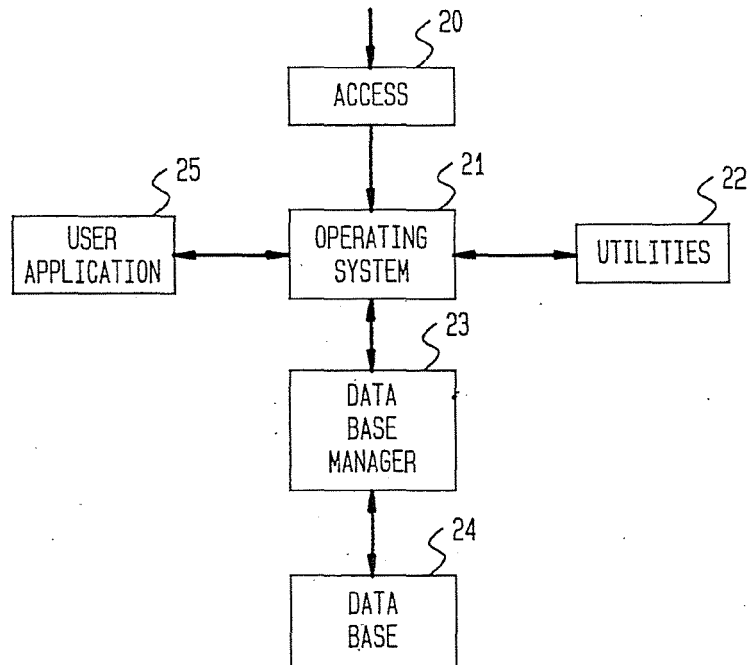 20
ACCESS
25
21
22
USER
APPLICATION
OPERATING
SYSTEM
UTILITIES
23
DATA
BASE
MANAGER
24
DATA
BASE